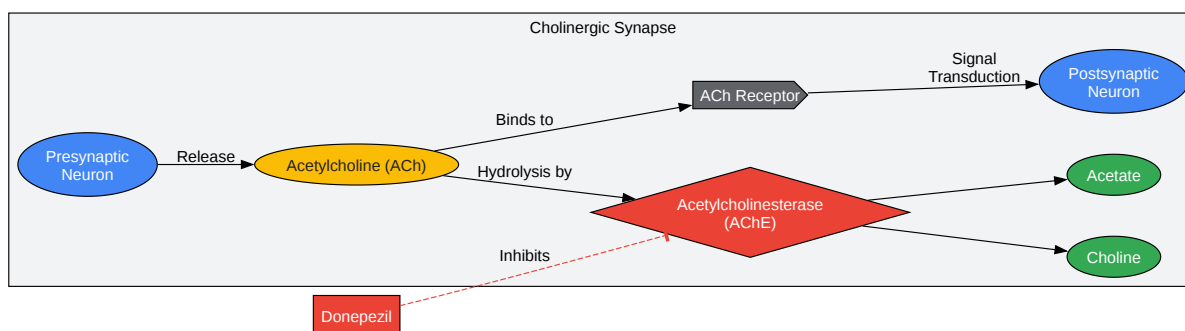 Cholinergic Synapse
Signal
Transduction
Postsynaptic
Neuron
ACh Receptor
Binds to
Presynaptic
Neuron
Release
Acetylcholine (ACh)
Hydrolysis by
Acetylcholinesterase
(AChE)
Acetate
Choline
Inhibits
Donepezil